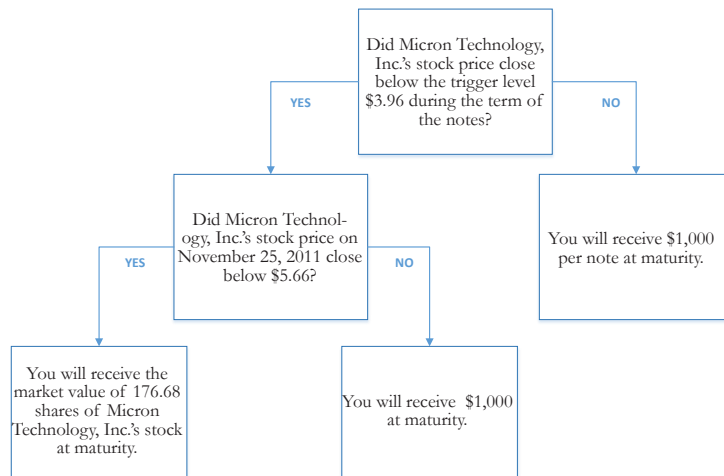 Did Micron Technology,
Inc.'s stock price close
below the trigger level
$3.96 during the term of
the notes?
YES
NO
Did Micron Technol-
ogy, Inc.'s stock price on
November 25, 2011 close
below $5.66?
You will receive $1,000
per note at maturity.
YES
NO
You will receive the
market value of 176.68
shares of Micron
Technology, Inc.'s stock
at maturity.
You will receive $1,000
at maturity.